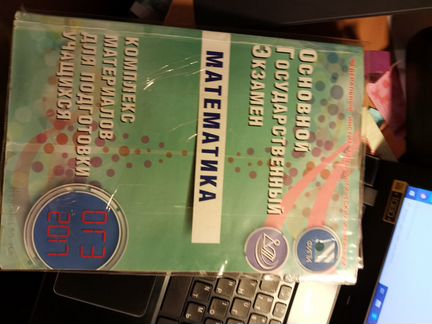 Основной
Государственный
Экзамен
МАТЕМАТИКА
КОМПЛЕКС
МАТЕРИАЛОВ
ДЛЯ ПОДГОТОВКИ
УЧАЩИХСЯ
ОГЭ
2017